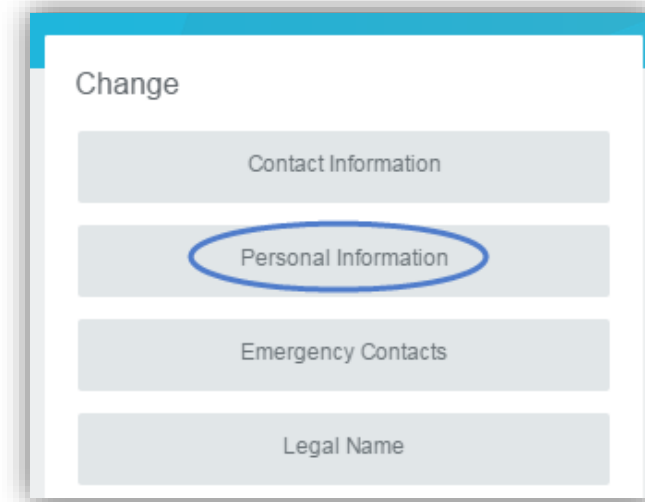 Change
Contact Information
Personal Information
Emergency Contacts
Legal Name